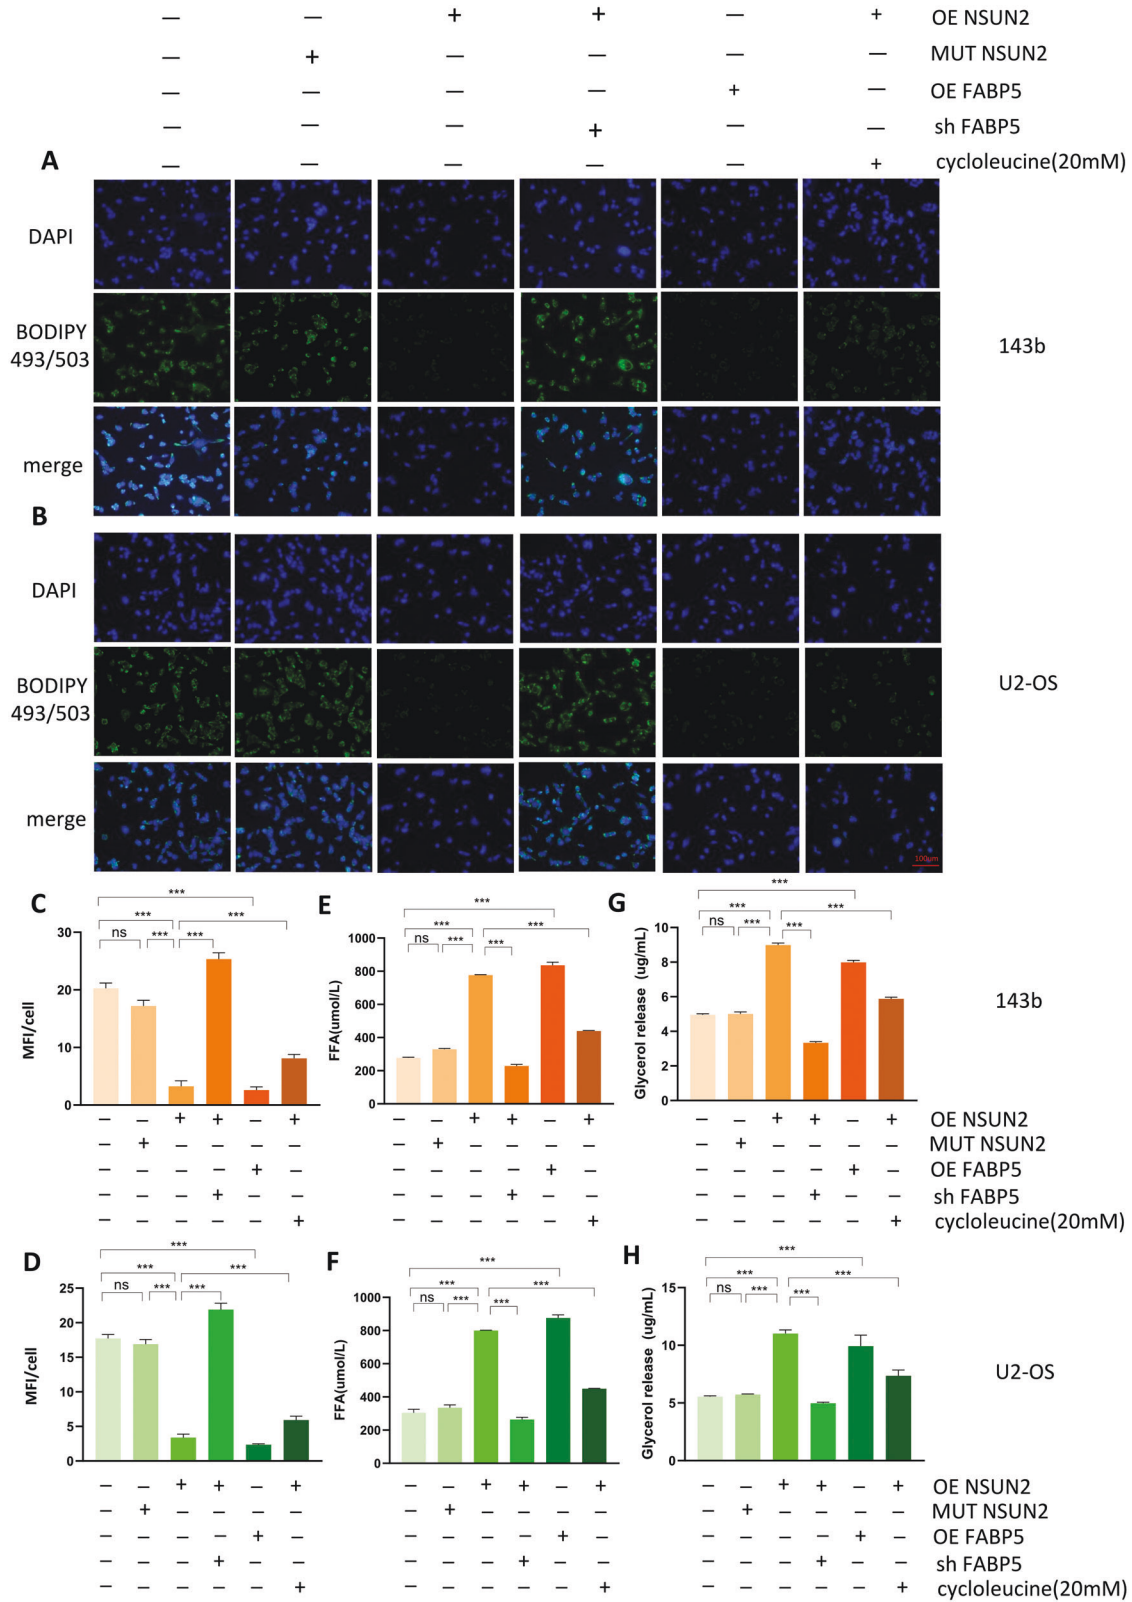 — — + + — + OE NSUN2
— + — — — — MUT NSUN2
— — — — + — OE FABP5
— — — + — — sh FABP5
— — — — — + cycloleucine(20mM)
A
DAPI
BODIPY
493/503
143b
merge
B
DAPI
BODIPY
493/503
U2-OS
merge
100μm
C
***
***
***
ns
***
***
30
20
10
0
MFI/cell
E
***
***
***
ns
***
***
1000
800
600
400
200
0
FFA(umol/L)
G
***
***
***
ns
***
***
10
8
6
4
2
0
Glycerol release (ug/mL)
143b
— — + + — + — — + + — + — — + + — + OE NSUN2
— + — — — — — + — — — — — + — — — — MUT NSUN2
— — — — + — — — — — + — — — — — + — OE FABP5
— — — + — — — — — + — — — — — + — — sh FABP5
— — — — — + — — — — — + — — — — — + cycloleucine(20mM)
D
***
***
***
ns
***
***
25
20
15
10
5
0
MFI/cell
F
***
***
***
ns
***
***
1000
800
600
400
200
0
FFA(umol/L)
H
***
***
***
ns
***
***
15
10
5
0
Glycerol release (ug/mL)
U2-OS
— — + + — + — — + + — + — — + + — + OE NSUN2
— + — — — — — + — — — — — + — — — — MUT NSUN2
— — — — + — — — — — + — — — — — + — OE FABP5
— — — + — — — — — + — — — — — + — — sh FABP5
— — — — — + — — — — — + — — — — — + cycloleucine(20mM)